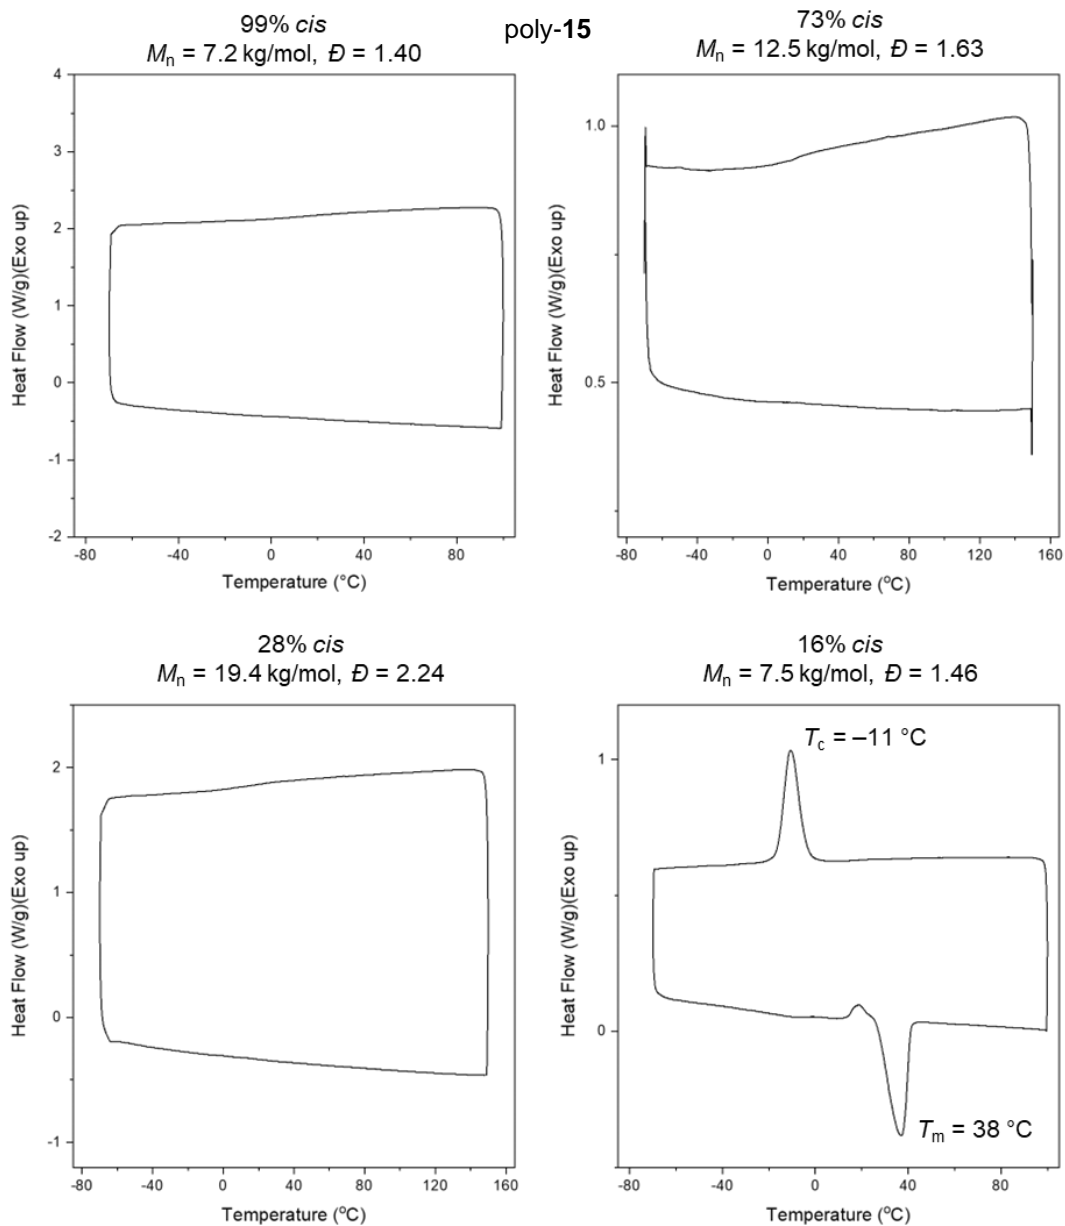 poly-15
99% cis
Mn = 7.2 kg/mol, Đ = 1.40
4
3
2
1
0
-1
-2
Heat Flow (W/g)(Exo up)
-80 -40 0 40 80
Temperature (°C)
73% cis
Mn = 12.5 kg/mol, Đ = 1.63
1.0
0.5
Heat Flow (W/g)(Exo up)
-80 -40 0 40 80 120 160
Temperature (°C)
28% cis
Mn = 19.4 kg/mol, Đ = 2.24
2
1
0
-1
Heat Flow (W/g)(Exo up)
-80 -40 0 40 80 120 160
Temperature (°C)
16% cis
Mn = 7.5 kg/mol, Đ = 1.46
1
0
Heat Flow (W/g)(Exo up)
Tc = –11 °C
Tm = 38 °C
-80 -40 0 40 80
Temperature (°C)